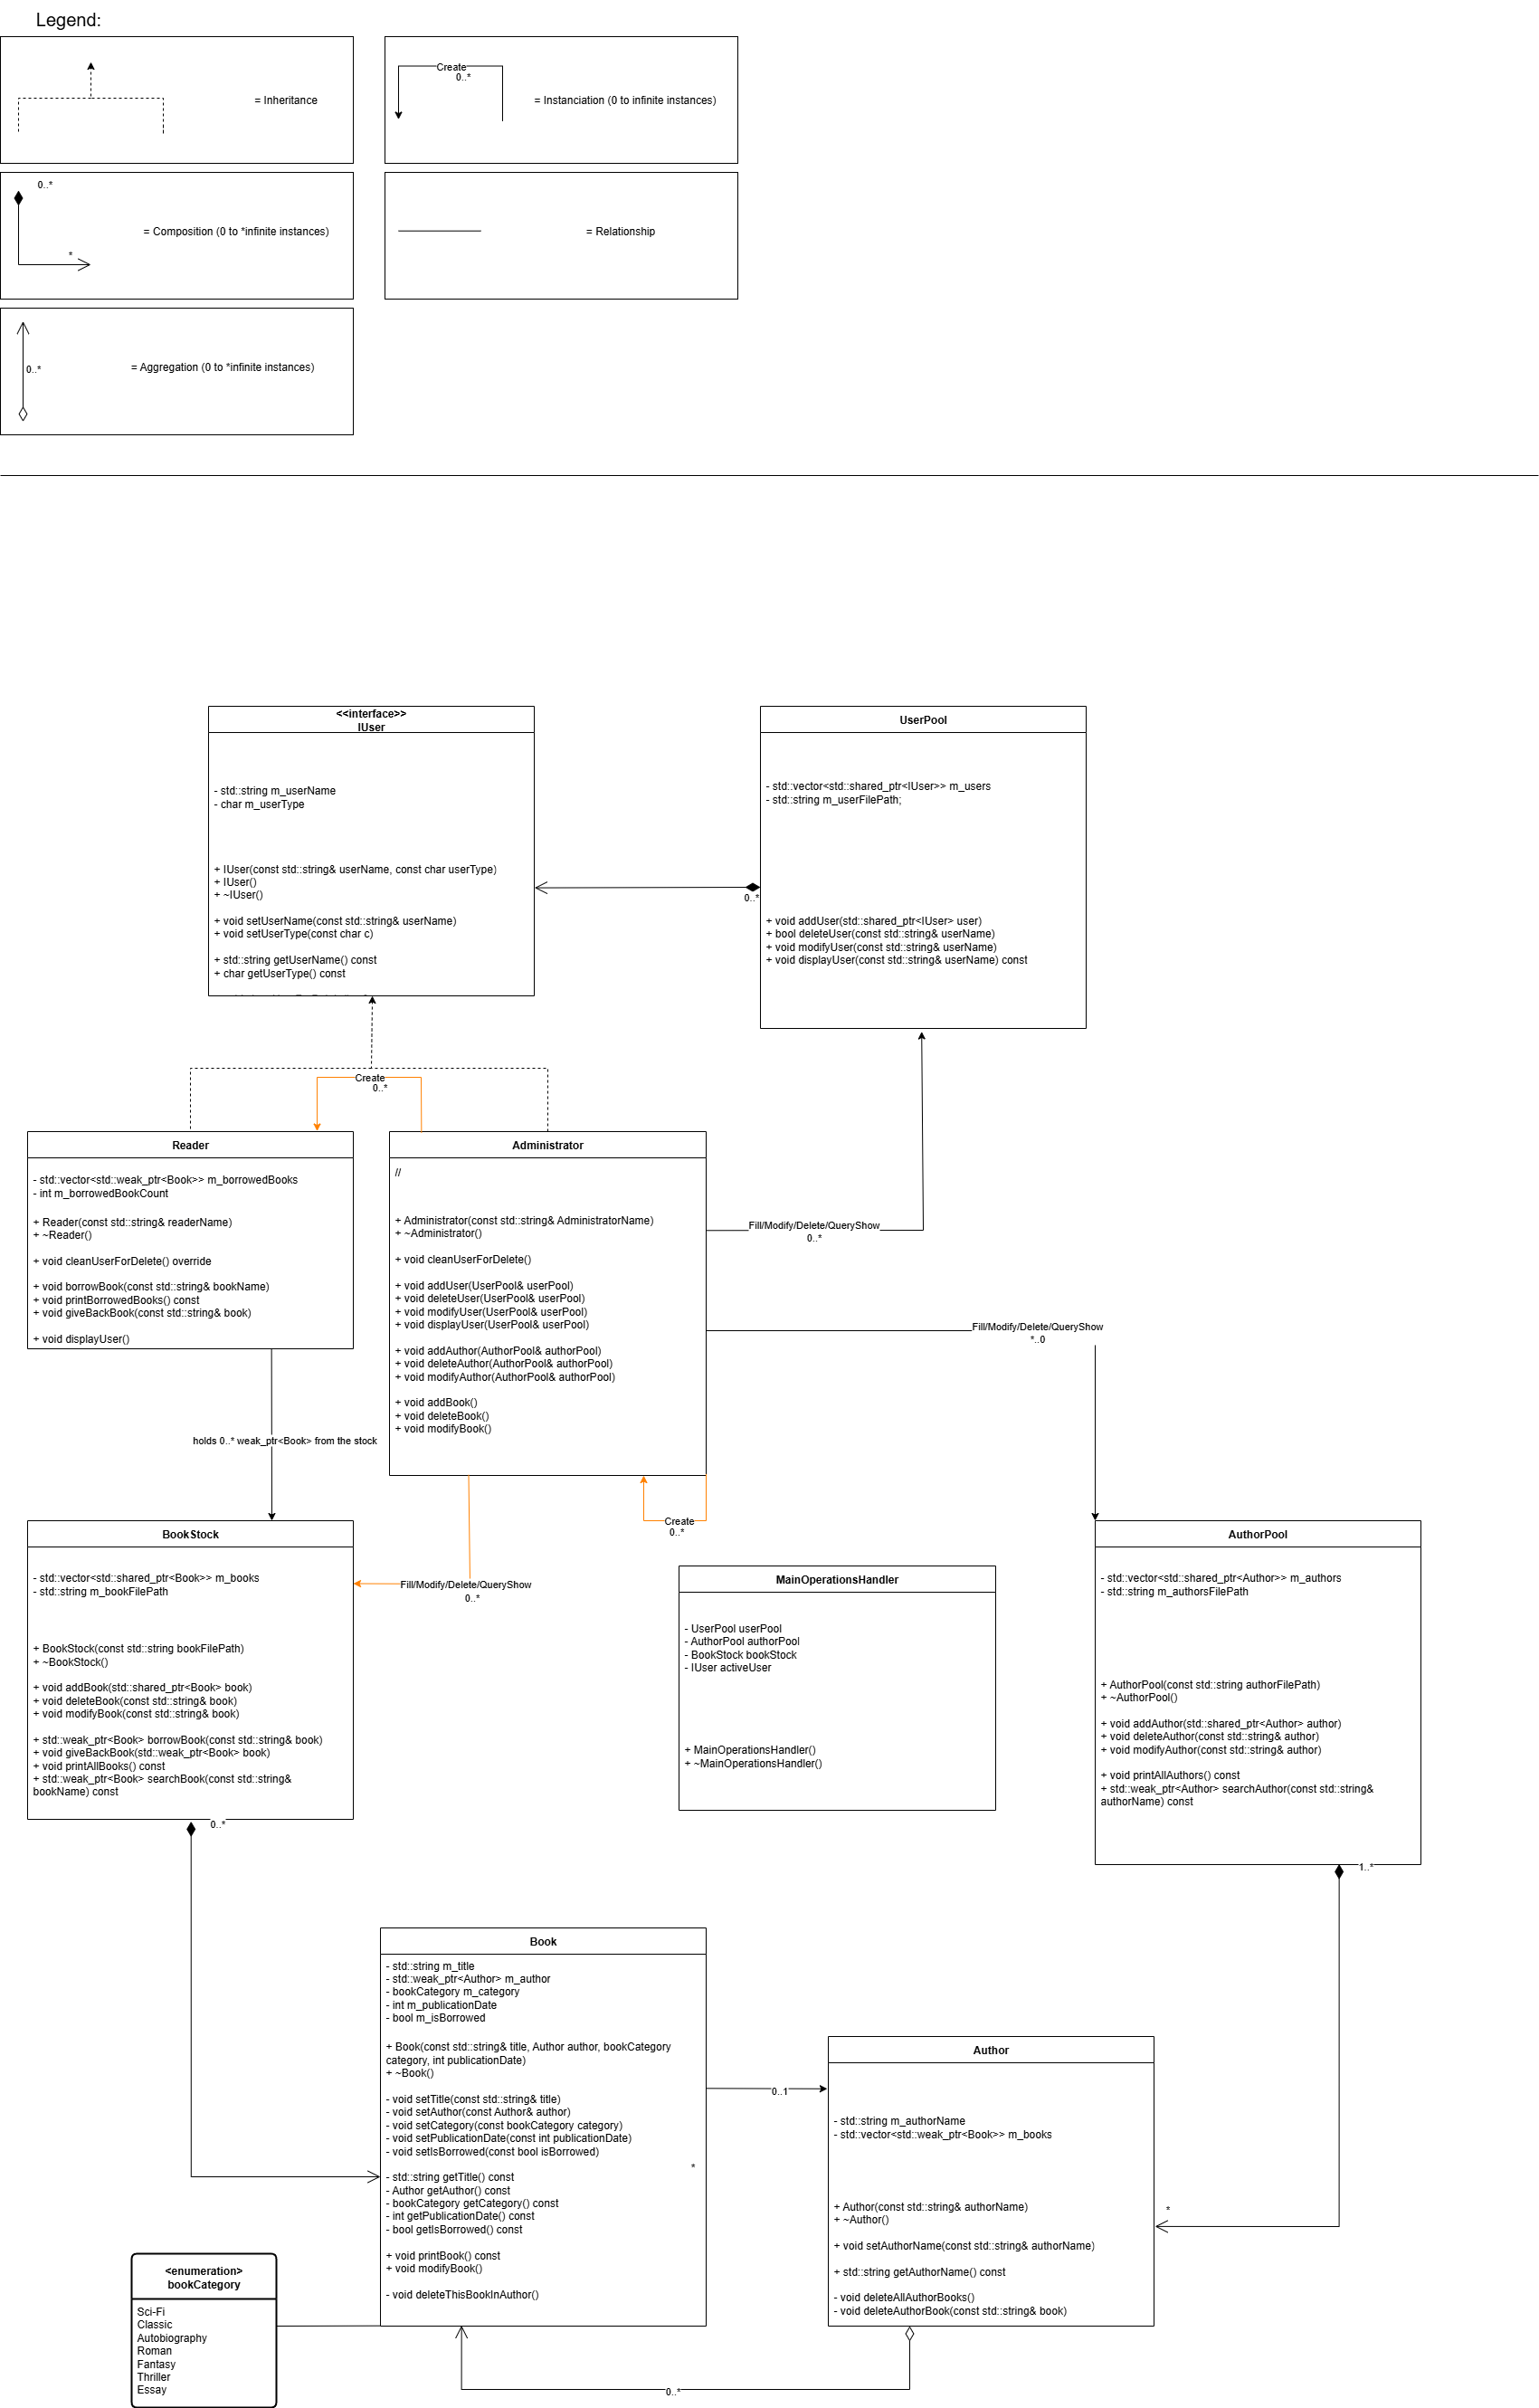 Legend:
= Inheritance
Create
0..*
= Instanciation (0 to infinite instances)
0..*
*
= Composition (0 to *infinite instances)
= Relationship
0..*
= Aggregation (0 to *infinite instances)
<<interface>>
IUser
- std::string m_userName
- char m_userType
+ IUser(const std::string& userName, const char userType)
+ IUser()
+ ~IUser()
+ void setUserName(const std::string& userName)
+ void setUserType(const char c)
+ std::string getUserName() const
+ char getUserType() const
UserPool
- std::vector<std::shared_ptr<IUser>> m_users
- std::string m_userFilePath;
0..*
+ void addUser(std::shared_ptr<IUser> user)
+ bool deleteUser(const std::string& userName)
+ void modifyUser(const std::string& userName)
+ void displayUser(const std::string& userName) const
Create
0..*
Reader
- std::vector<std::weak_ptr<Book>> m_borrowedBooks
- int m_borrowedBookCount
+ Reader(const std::string& readerName)
+ ~Reader()
+ void cleanUserForDelete() override
+ void borrowBook(const std::string& bookName)
+ void printBorrowedBooks() const
+ void giveBackBook(const std::string& book)
+ void displayUser()
Administrator
//
+ Administrator(const std::string& AdministratorName)
+ ~Administrator()
+ void cleanUserForDelete()
+ void addUser(UserPool& userPool)
+ void deleteUser(UserPool& userPool)
+ void modifyUser(UserPool& userPool)
+ void displayUser(UserPool& userPool)
+ void addAuthor(AuthorPool& authorPool)
+ void deleteAuthor(AuthorPool& authorPool)
+ void modifyAuthor(AuthorPool& authorPool)
+ void addBook()
+ void deleteBook()
+ void modifyBook()
Fill/Modify/Delete/QueryShow
0..*
Fill/Modify/Delete/QueryShow
*..0
holds 0..* weak_ptr<Book> from the stock
Create
0..*
Fill/Modify/Delete/QueryShow
0..*
BookStock
- std::vector<std::shared_ptr<Book>> m_books
- std::string m_bookFilePath
+ BookStock(const std::string bookFilePath)
+ ~BookStock()
+ void addBook(std::shared_ptr<Book> book)
+ void deleteBook(const std::string& book)
+ void modifyBook(const std::string& book)
+ std::weak_ptr<Book> borrowBook(const std::string& book)
+ void giveBackBook(std::weak_ptr<Book> book)
+ void printAllBooks() const
+ std::weak_ptr<Book> searchBook(const std::string&
bookName) const
0..*
MainOperationsHandler
- UserPool userPool
- AuthorPool authorPool
- BookStock bookStock
- IUser activeUser
+ MainOperationsHandler()
+ ~MainOperationsHandler()
AuthorPool
- std::vector<std::shared_ptr<Author>> m_authors
- std::string m_authorsFilePath
+ AuthorPool(const std::string authorFilePath)
+ ~AuthorPool()
+ void addAuthor(std::shared_ptr<Author> author)
+ void deleteAuthor(const std::string& author)
+ void modifyAuthor(const std::string& author)
+ void printAllAuthors() const
+ std::weak_ptr<Author> searchAuthor(const std::string&
authorName) const
1..*
Book
- std::string m_title
- std::weak_ptr<Author> m_author
- bookCategory m_category
- int m_publicationDate
- bool m_isBorrowed
+ Book(const std::string& title, Author author, bookCategory
category, int publicationDate)
+ ~Book()
- void setTitle(const std::string& title)
- void setAuthor(const Author& author)
- void setCategory(const bookCategory category)
- void setPublicationDate(const int publicationDate)
- void setIsBorrowed(const bool isBorrowed)
*
- std::string getTitle() const
- Author getAuthor() const
- bookCategory getCategory() const
- int getPublicationDate() const
- bool getIsBorrowed() const
+ void printBook() const
+ void modifyBook()
- void deleteThisBookInAuthor()
0..1
Author
- std::string m_authorName
- std::vector<std::weak_ptr<Book>> m_books
+ Author(const std::string& authorName)
+ ~Author()
+ void setAuthorName(const std::string& authorName)
+ std::string getAuthorName() const
- void deleteAllAuthorBooks()
- void deleteAuthorBook(const std::string& book)
*
<enumeration>
bookCategory
Sci-Fi
Classic
Autobiography
Roman
Fantasy
Thriller
Essay
0..*